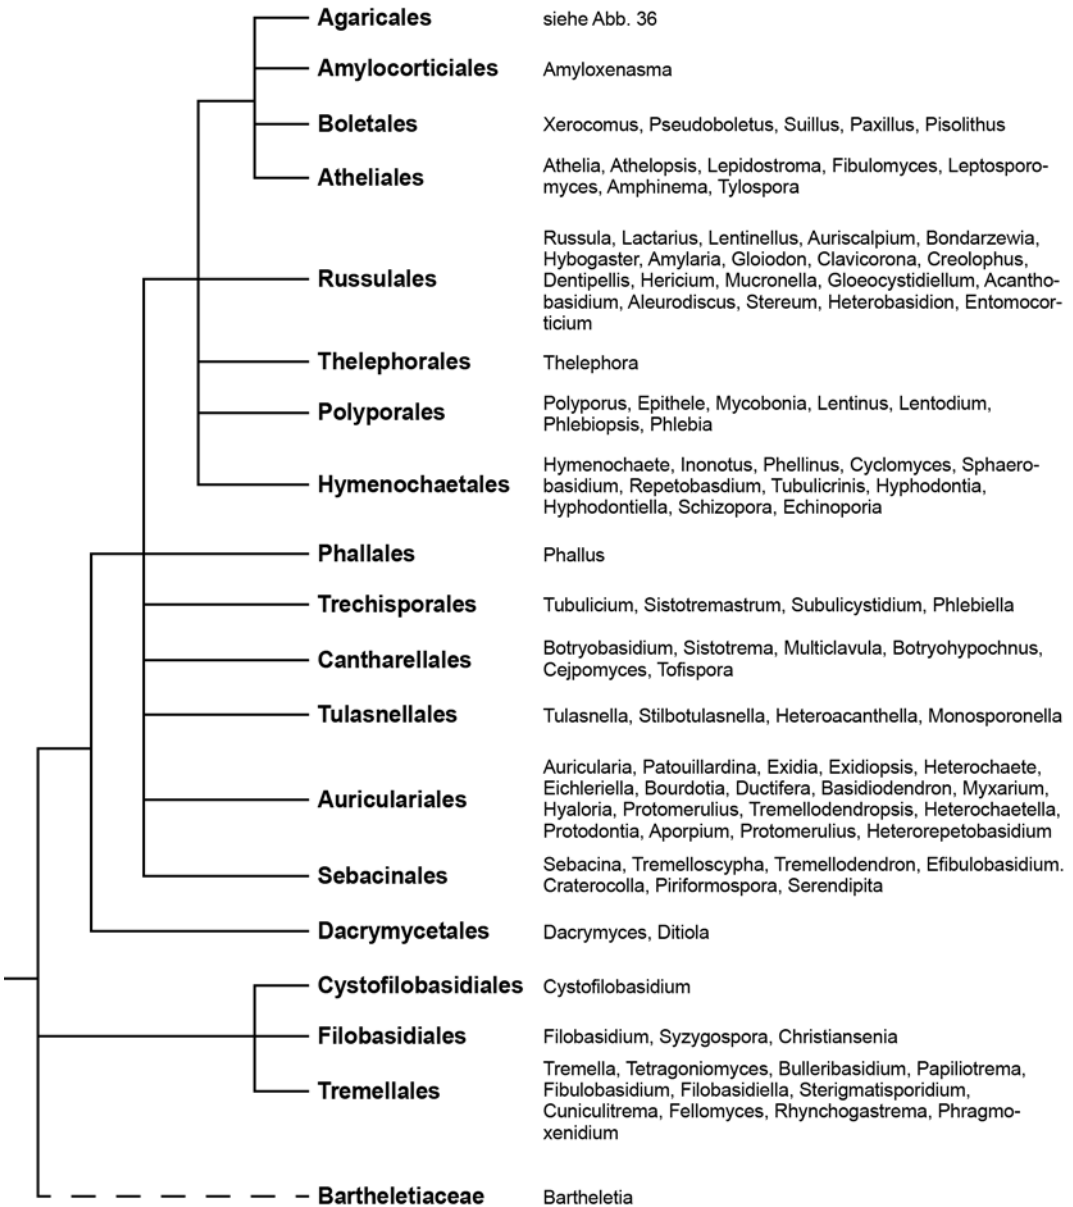 Agaricales siehe Abb. 36
Amylocorticiales Amyloxenasma
Boletales Xerocomus, Pseudoboletus, Suillus, Paxillus, Pisolithus
Atheliales Athelia, Athelopsis, Lepidostroma, Fibulomyces, Leptosporo-
myces, Amphinema, Tylospora
Russulales Russula, Lactarius, Lentinellus, Auriscalpium, Bondarzewia,
Hybogaster, Amylaria, Gloiodon, Clavicorona, Creolophus,
Dentipellis, Hericium, Mucronella, Gloeocystidiellum, Acantho-
basidium, Aleurodiscus, Stereum, Heterobasidion, Entomocor-
ticium
Thelephorales Thelephora
Polyporales Polyporus, Epithele, Mycobonia, Lentinus, Lentodium,
Phlebiopsis, Phlebia
Hymenochaetales Hymenochaete, Inonotus, Phellinus, Cyclomyces, Sphaero-
basidium, Repetobasdium, Tubulicrinis, Hyphodontia,
Hyphodontiella, Schizopora, Echinoporia
Phallales Phallus
Trechisporales Tubulicium, Sistotremastrum, Subulicystidium, Phlebiella
Cantharellales Botryobasidium, Sistotrema, Multiclavula, Botryohypochnus,
Cejpomyces, Tofispora
Tulasnellales Tulasnella, Stilbotulasnella, Heteroacanthella, Monosporonella
Auriculariales Auricularia, Patouillardina, Exidia, Exidiopsis, Heterochaete,
Eichleriella, Bourdotia, Ductifera, Basidiodendron, Myxarium,
Hyaloria, Protomerulius, Tremellodendropsis, Heterochaetella,
Protodontia, Aporpium, Protomerulius, Heterorepetobasidium
Sebacinales Sebacina, Tremelloscypha, Tremellodendron, Efibulobasidium.
Craterocolla, Piriformospora, Serendipita
Dacrymycetales Dacrymyces, Ditiola
Cystofilobasidiales Cystofilobasidium
Filobasidiales Filobasidium, Syzygospora, Christiansenia
Tremellales Tremella, Tetragoniomyces, Bulleribasidium, Papiliotrema,
Fibulobasidium, Filobasidiella, Sterigmatisporidium,
Cuniculitrema, Fellomyces, Rhynchogastrema, Phragmo-
xenidium
Bartheletiaceae Bartheletia